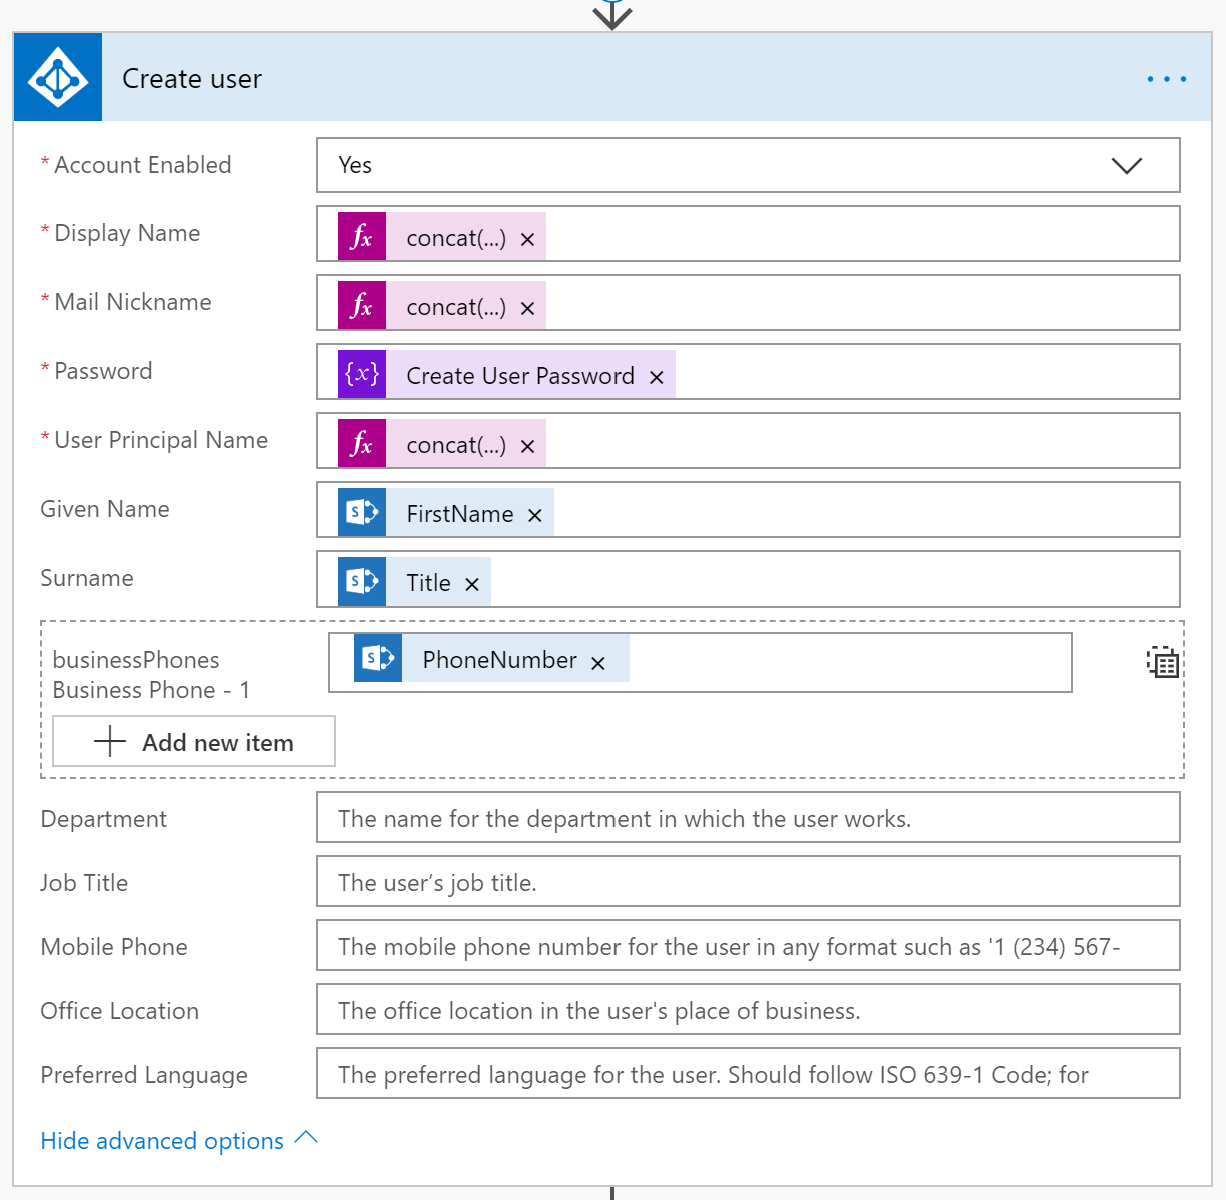 Create user
* Account Enabled
Yes
* Display Name
fx concat(...) ×
* Mail Nickname
fx concat(...) ×
* Password
{x} Create User Password ×
* User Principal Name
fx concat(...) ×
Given Name
S FirstName ×
Surname
S Title ×
businessPhones
Business Phone - 1
S PhoneNumber ×
Add new item
Department
The name for the department in which the user works.
Job Title
The user’s job title.
Mobile Phone
The mobile phone number for the user in any format such as '1 (234) 567-
Office Location
The office location in the user's place of business.
Preferred Language
The preferred language for the user. Should follow ISO 639-1 Code; for
Hide advanced options